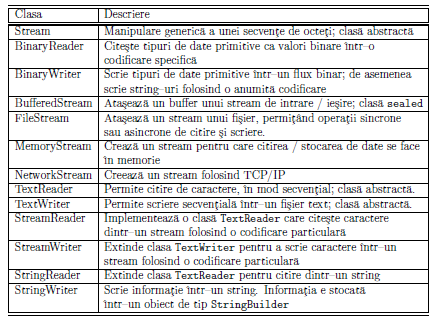 Clasa Descriere
Stream Manipulare generică a unei secvenţe de octeţi; clasă abstractă
BinaryReader Citeşte tipuri de date primitive ca valori binare într–o
codificare specifică
BinaryWriter Scrie tipuri de date primitive într–un flux binar; de asemenea
scrie string–uri folosind o anumită codificare
BufferedStream Ataşează un buffer unui stream de intrare / ieşire; clasă sealed
FileStream Ataşează un stream unui fişier, permiţând operaţii sincrone
sau asincrone de citire şi scriere.
MemoryStream Crează un stream pentru care citirea / stocarea de date se face
în memorie
NetworkStream Creează un stream folosind TCP/IP
TextReader Permite citire de caractere, în mod secvenţial; clasă abstractă.
TextWriter Permite scriere secvenţială într–un fişier text; clasă abstractă.
StreamReader Implementează o clasă TextReader care citeşte caractere
dintr–un stream folosind o codificare particulară
StreamWriter Extinde clasa TextWriter pentru a scrie caractere într–un
stream folosind o codificare particulară
StringReader Extinde clasa TextReader pentru citire dintr–un string
StringWriter Scrie informaţie într–un string. Informaţia e stocată
într–un obiect de tip StringBuilder